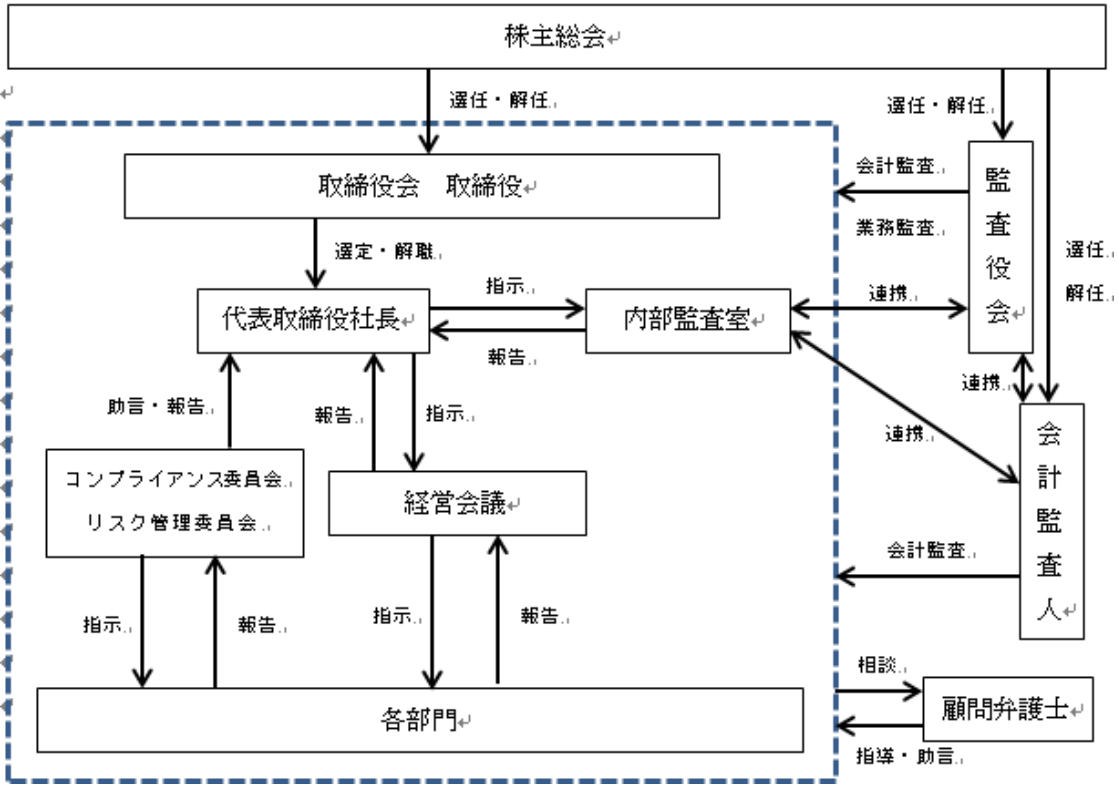 株主総会
選任・解任
選任・解任
取締役会　取締役
会計監査
業務監査
監査役会
選任
解任
選定・解職
指示
連携
代表取締役社長
内部監査室
報告
連携
助言・報告
報告
指示
連携
会計監査人
コンプライアンス委員会
リスク管理委員会
経営会議
会計監査
指示
報告
指示
報告
相談
各部門
顧問弁護士
指導・助言